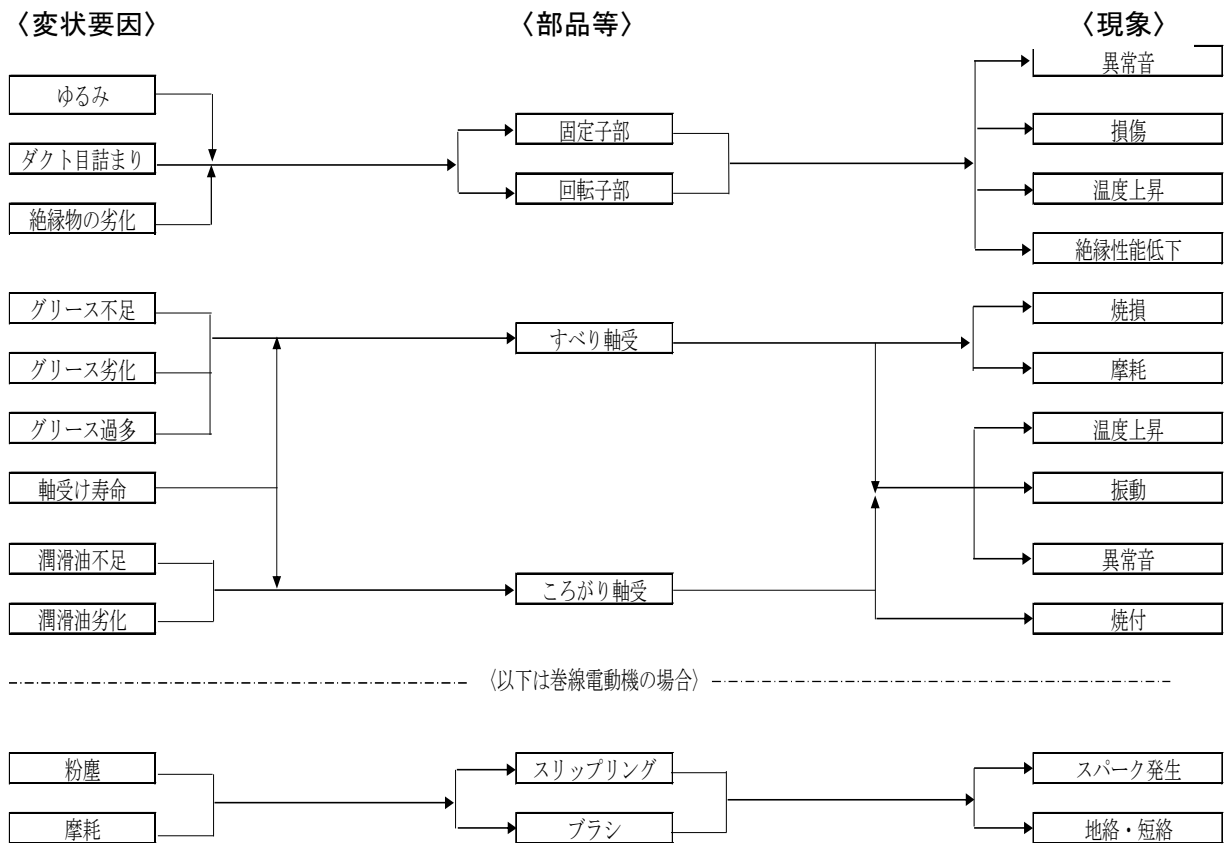 〈変状要因〉 〈部品等〉 〈現象〉
異常音
ゆるみ
固定子部 損傷
ダクト目詰まり
回転子部 温度上昇
絶縁物の劣化
絶縁性能低下
グリース不足 焼損
すべり軸受
グリース劣化 摩耗
グリース過多 温度上昇
軸受け寿命 振動
潤滑油不足 異常音
ころがり軸受
潤滑油劣化 焼付
〈以下は巻線電動機の場合〉
粉塵 スリップリング スパーク発生
摩耗 ブラシ 地絡・短絡